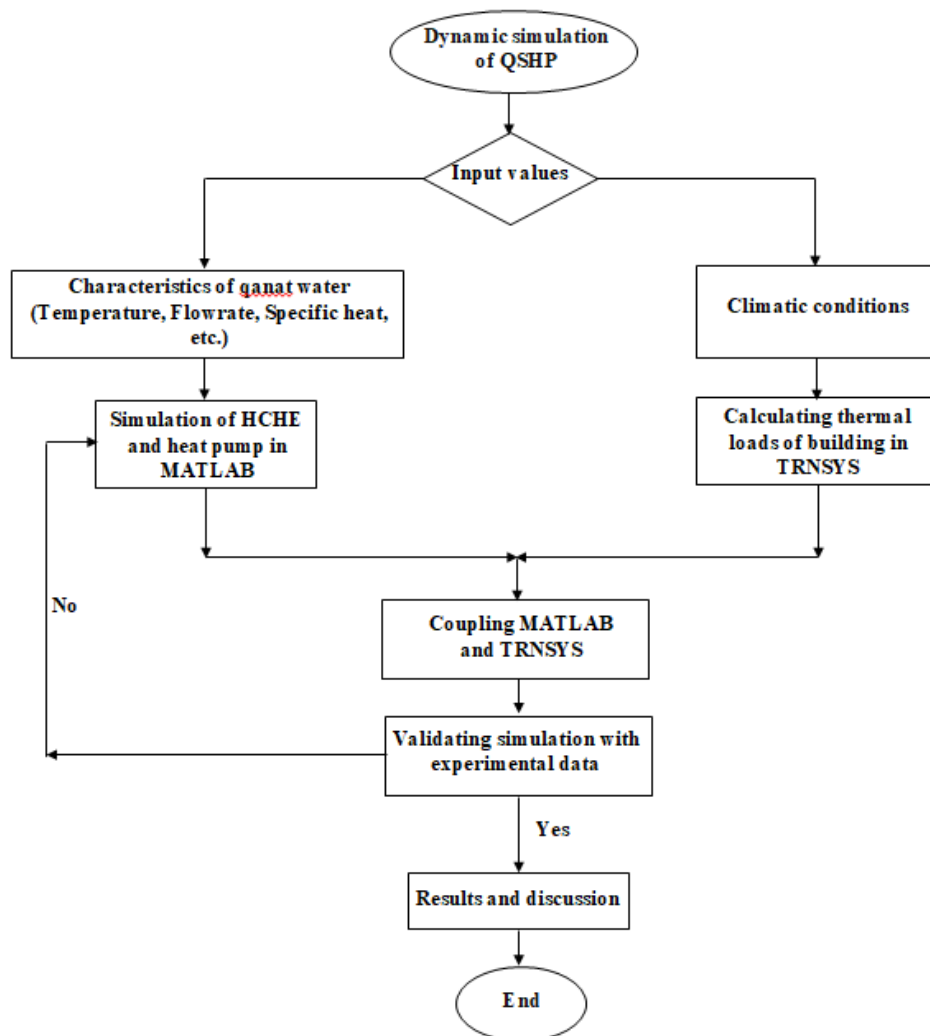 Dynamic simulation
of QSHP
Input values
Characteristics of qanat water
(Temperature, Flowrate, Specific heat,
etc.)
Climatic conditions
Simulation of HCHE
and heat pump in
MATLAB
Calculating thermal
loads of building in
TRNSYS
No
Coupling MATLAB
and TRNSYS
Validating simulation with
experimental data
Yes
Results and discussion
End